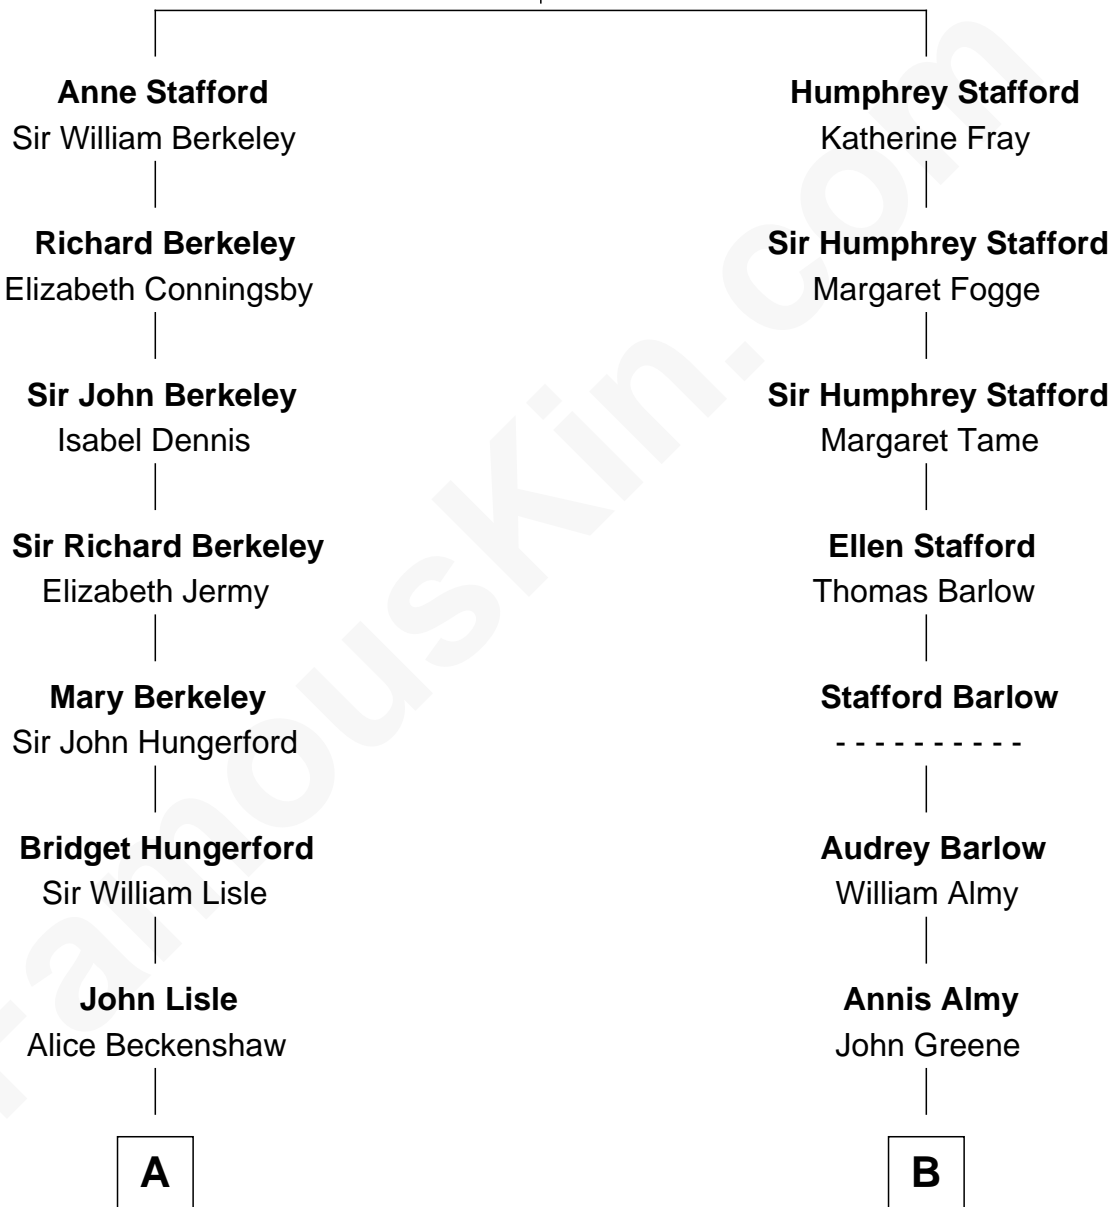 Anne Stafford
Sir William Berkeley
Richard Berkeley
Elizabeth Conningsby
Sir John Berkeley
Isabel Dennis
Sir Richard Berkeley
Elizabeth Jermy
Mary Berkeley
Sir John Hungerford
Bridget Hungerford
Sir William Lisle
John Lisle
Alice Beckenshaw
A
Humphrey Stafford
Katherine Fray
Sir Humphrey Stafford
Margaret Fogge
Sir Humphrey Stafford
Margaret Tame
Ellen Stafford
Thomas Barlow
Stafford Barlow
- - - - - - - - - -
Audrey Barlow
William Almy
Annis Almy
John Greene
B
FamousKin.com